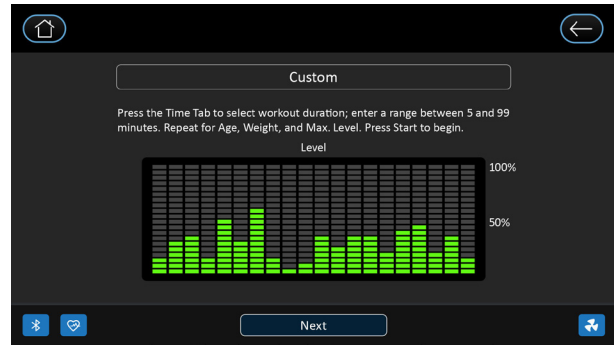 Custom
Press the Time Tab to select workout duration; enter a range between 5 and 99
minutes. Repeat for Age, Weight, and Max. Level. Press Start to begin.
Level
100%
50%
Next